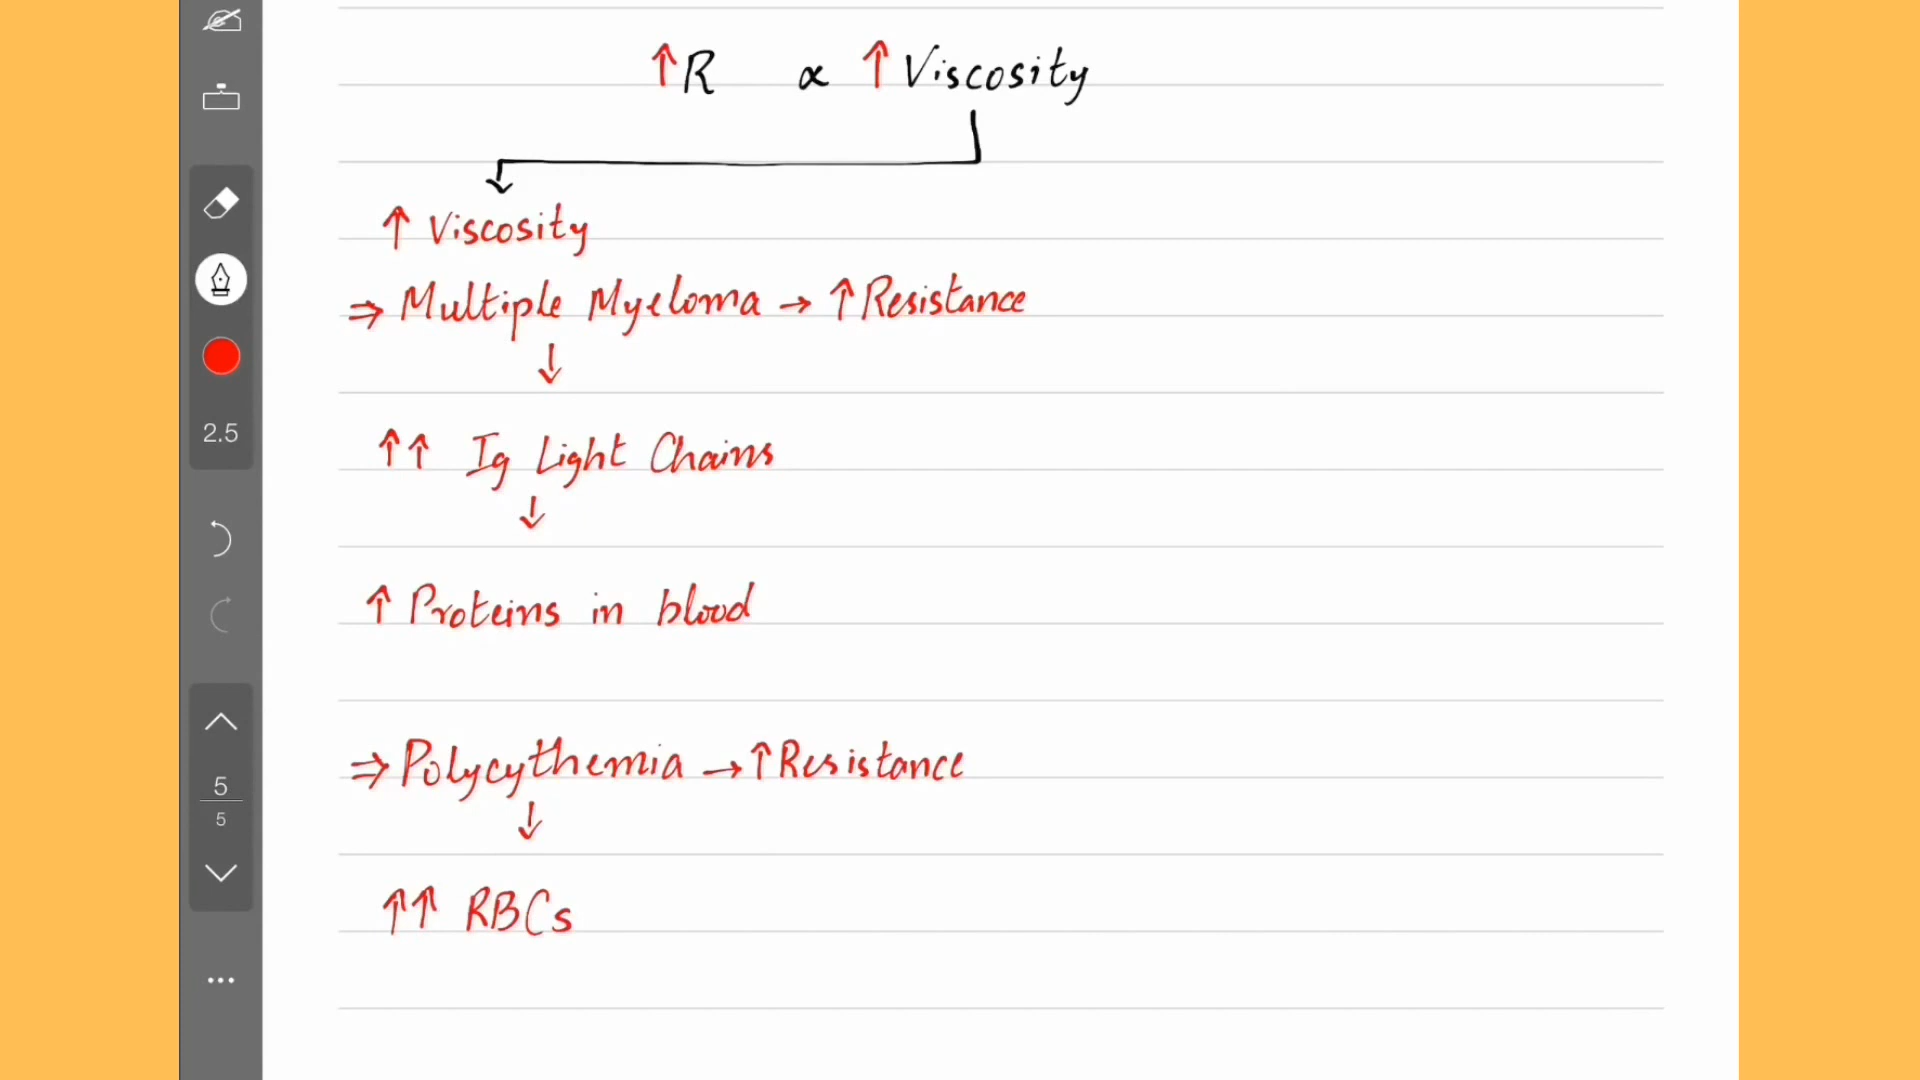 ↑R ∝ ↑Viscosity
↑ Viscosity
⇒ Multiple Myeloma → ↑Resistance
↓
↑↑ Ig Light Chains
↓
↑ Proteins in blood
⇒ Polycythemia → ↑Resistance
↓
↑↑ RBCs
2.5
5
5